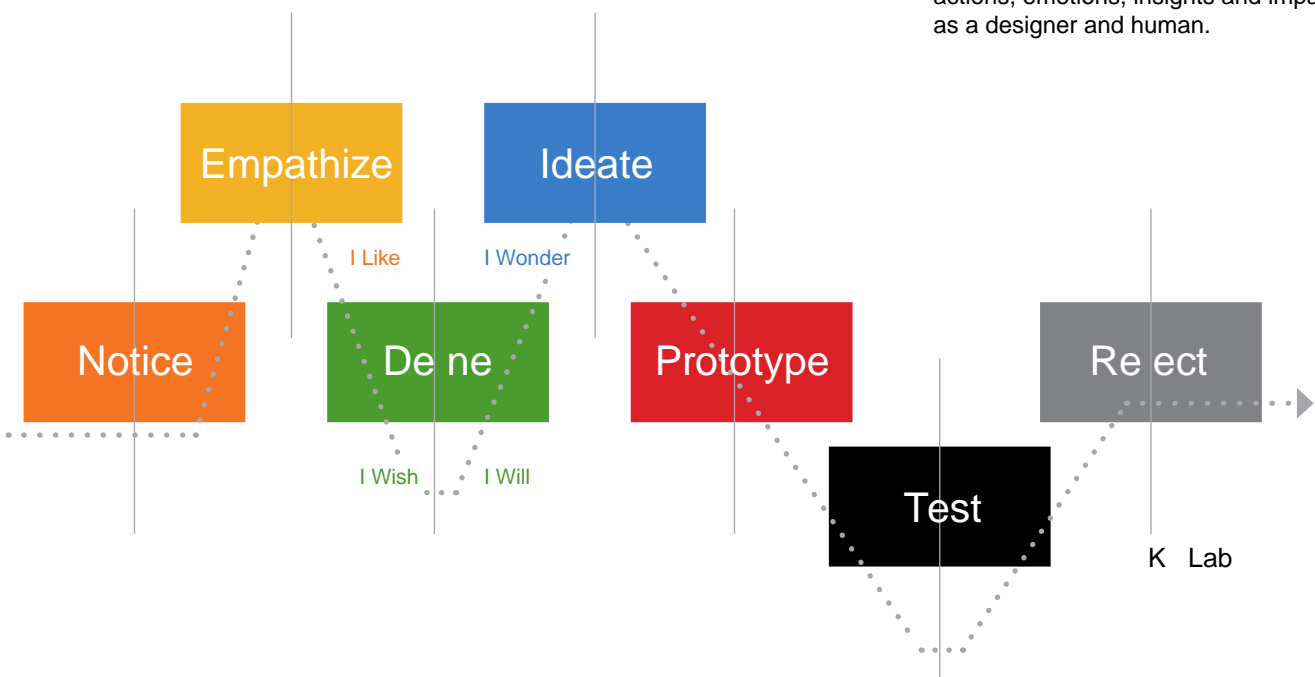 actions, emotions, insights and impa
as a designer and human.
Empathize
Ideate
I Like
I Wonder
Notice
De ne
Prototype
Re ect
I Wish
I Will
Test
K Lab